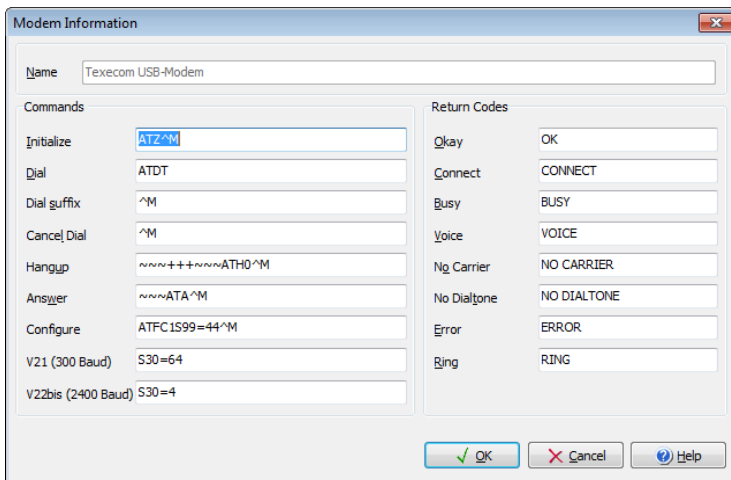 Modem Information
Name Texecom USB-Modem
Commands
Initialize ATZ^M
Dial ATDT
Dial suffix ^M
Cancel Dial ^M
Hangup ~~~+++~~~ATH0^M
Answer ~~~ATA^M
Configure ATFC1S99=44^M
V21 (300 Baud) S30=64
V22bis (2400 Baud) S30=4
Return Codes
Okay OK
Connect CONNECT
Busy BUSY
Voice VOICE
No Carrier NO CARRIER
No Dialtone NO DIALTONE
Error ERROR
Ring RING
OK Cancel Help